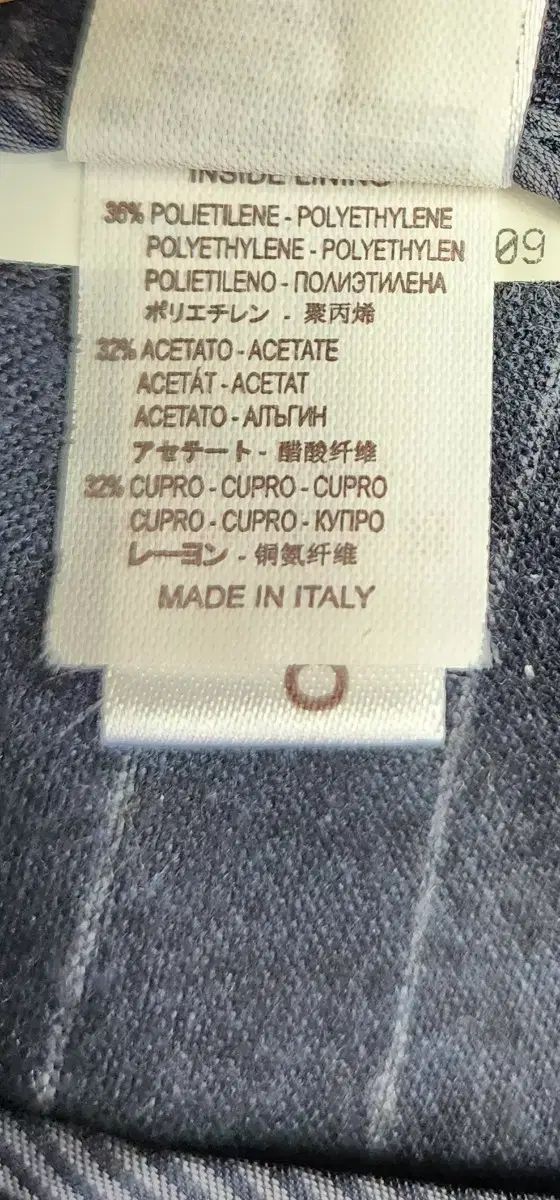 INSIDE LINING
36% POLIETILENE - POLYETHYLENE
POLYETHYLENE - POLYETHYLEN
POLIETILENO - ПОЛИЭТИЛЕНА
ポリエチレン - 聚丙烯
32% ACETATO - ACETATE
ACETÁT - ACETAT
ACETATO - АЛЬГИН
アセテート - 醋酸纤维
32% CUPRO - CUPRO - CUPRO
CUPRO - CUPRO - КУПРО
レーヨン - 铜氨纤维
MADE IN ITALY
09